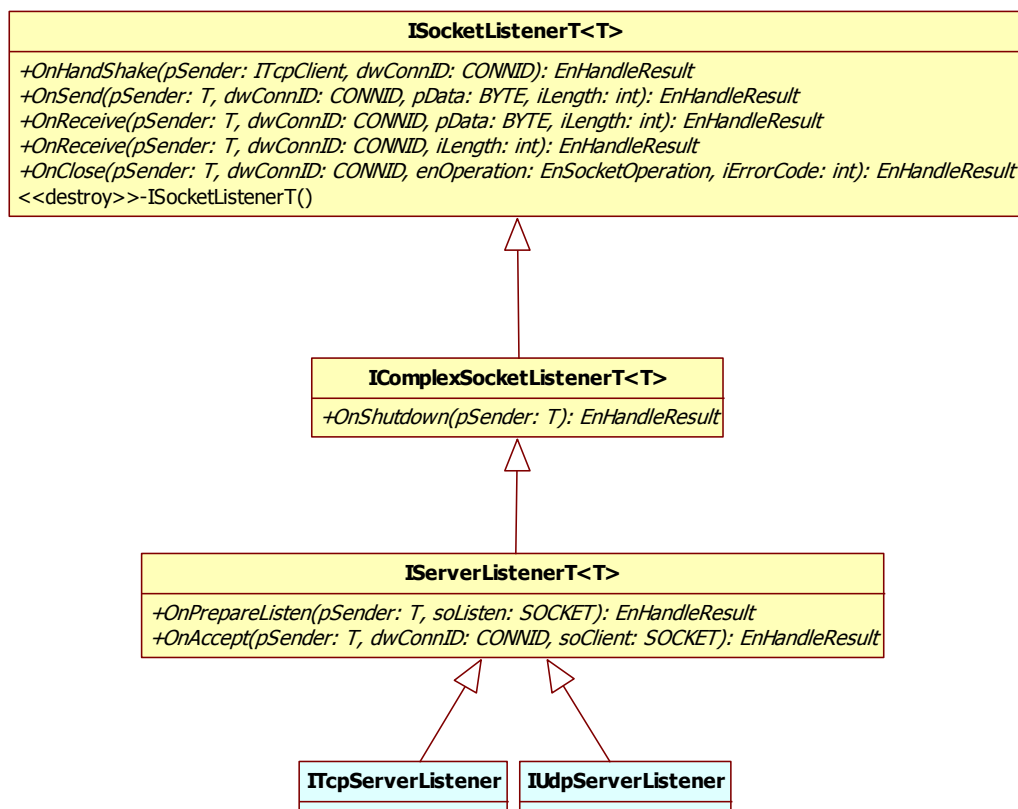 ISocketListenerT<T>
+OnHandShake(pSender: ITcpClient, dwConnID: CONNID): EnHandleResult
+OnSend(pSender: T, dwConnID: CONNID, pData: BYTE, iLength: int): EnHandleResult
+OnReceive(pSender: T, dwConnID: CONNID, pData: BYTE, iLength: int): EnHandleResult
+OnReceive(pSender: T, dwConnID: CONNID, iLength: int): EnHandleResult
+OnClose(pSender: T, dwConnID: CONNID, enOperation: EnSocketOperation, iErrorCode: int): EnHandleResult
<<destroy>>-ISocketListenerT()
IComplexSocketListenerT<T>
+OnShutdown(pSender: T): EnHandleResult
IServerListenerT<T>
+OnPrepareListen(pSender: T, soListen: SOCKET): EnHandleResult
+OnAccept(pSender: T, dwConnID: CONNID, soClient: SOCKET): EnHandleResult
ITcpServerListener
IUdpServerListener